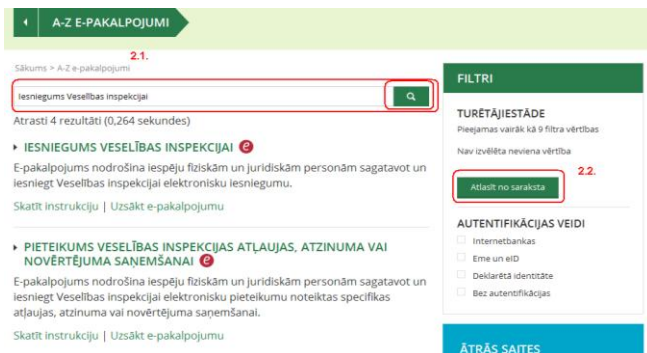 A-Z E-PAKALPOJUMI
2.1.
Sākums > A-Z e-pakalpojumi
Iesniegums Veselības inspekcijai
Atrasti 4 rezultāti (0,264 sekundes)
IESNIEGUMS VESELĪBAS INSPEKCIJAI e
E-pakalpojums nodrošina iespēju fiziskām un juridiskām personām sagatavot un
iesniegt Veselības inspekcijai elektronisku iesniegumu.
Skatīt instrukciju | Uzsākt e-pakalpojumu
PIETEIKUMS VESELĪBAS INSPEKCIJAS ATĻAUJAS, ATZINUMA VAI
NOVĒRTĒJUMA SAŅEMŠANAI e
E-pakalpojums nodrošina iespēju fiziskām un juridiskām personām sagatavot un
iesniegt Veselības inspekcijai elektronisku pieteikumu noteiktas specifikas
atļaujas, atzinuma vai novērtējuma saņemšanai.
Skatīt instrukciju | Uzsākt e-pakalpojumu
FILTRI
TURĒTĀJIESTĀDE
Pieejamas vairāk kā 9 filtra vērtības
Nav izvēlēta neviena vērtība
2.2.
Atlasīt no saraksta
AUTENTIFIKĀCIJAS VEIDI
Internetbankas
Eme un eID
Deklarētā identitāte
Bez autentifikācijas
ĀTRĀS SAITES